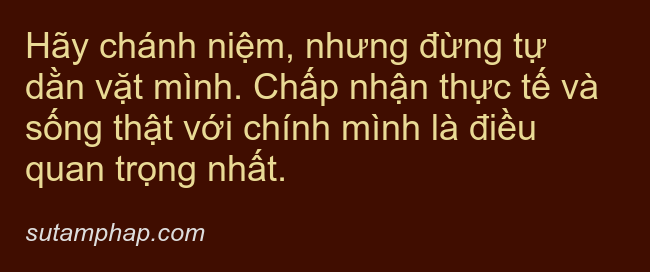 Hãy chánh niệm, nhưng đừng tự
dằn vặt mình. Chấp nhận thực tế và
sống thật với chính mình là điều
quan trọng nhất.
sutamphap.com